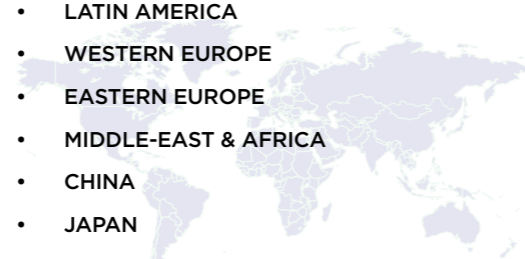 • LATIN AMERICA
• WESTERN EUROPE
• EASTERN EUROPE
• MIDDLE-EAST & AFRICA
• CHINA
• JAPAN